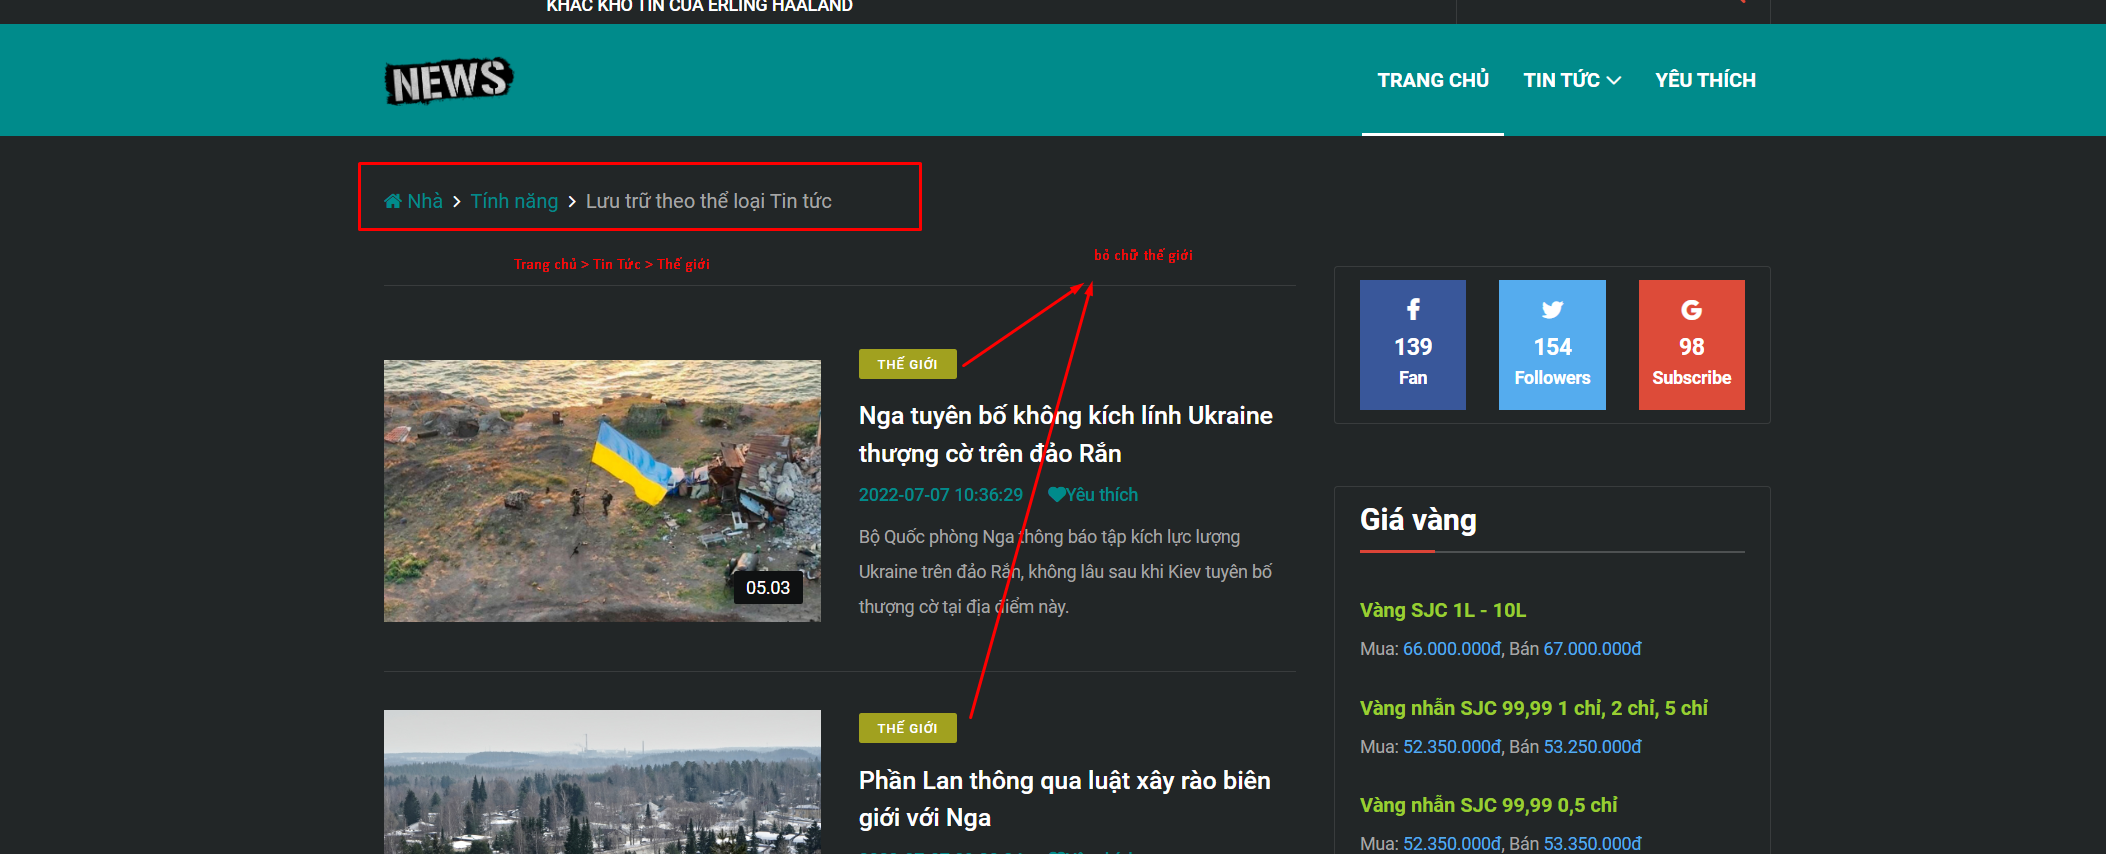 KHÁC KHÓ TIN CỦA ERLING HAALAND
NEWS
TRANG CHỦ
TIN TỨC
YÊU THÍCH
Nhà > Tính năng > Lưu trữ theo thể loại Tin tức
Trang chủ > Tin Tức > Thế giới
bỏ chữ thế giới
THẾ GIỚI
Nga tuyên bố không kích lính Ukraine
thượng cờ trên đảo Rắn
2022-07-07 10:36:29 Yêu thích
Bộ Quốc phòng Nga thông báo tập kích lực lượng
Ukraine trên đảo Rắn, không lâu sau khi Kiev tuyên bố
thượng cờ tại địa điểm này.
05.03
THẾ GIỚI
Phần Lan thông qua luật xây rào biên
giới với Nga
139
Fan
154
Followers
98
Subscribe
Giá vàng
Vàng SJC 1L - 10L
Mua: 66.000.000đ, Bán 67.000.000đ
Vàng nhẫn SJC 99,99 1 chỉ, 2 chỉ, 5 chỉ
Mua: 52.350.000đ, Bán 53.250.000đ
Vàng nhẫn SJC 99,99 0,5 chỉ
Mua: 52.350.000đ, Bán 53.350.000đ